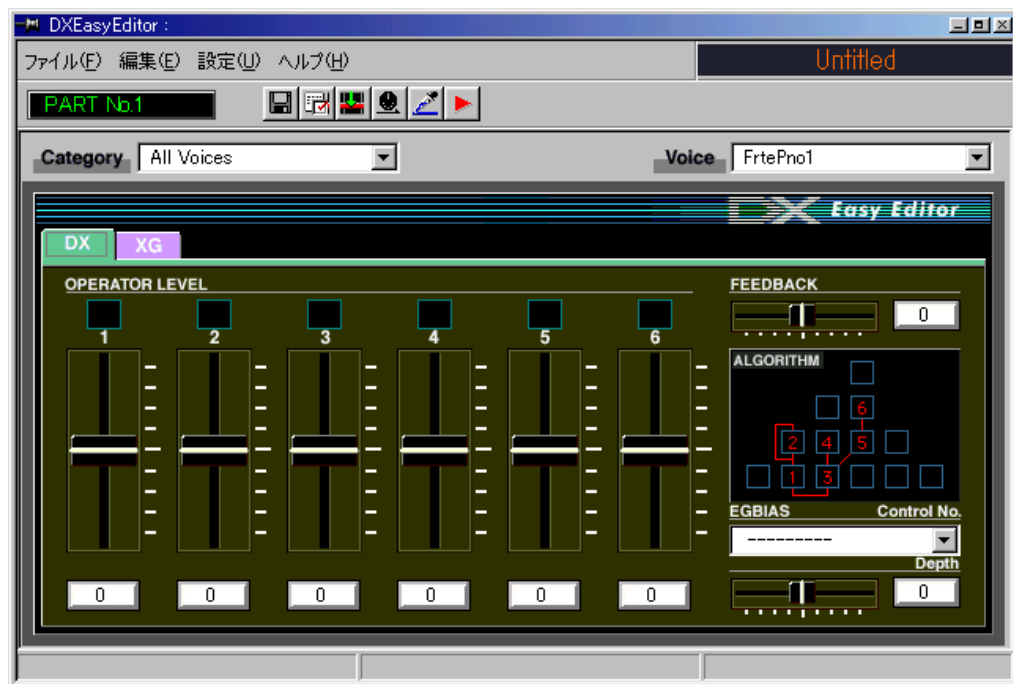 DXEasyEditor :
ファイル(F) 編集(E) 設定(U) ヘルプ(H)
Untitled
PART No.1
Category All Voices
Voice FrtePno1
DX Easy Editor
DX XG
OPERATOR LEVEL
1 2 3 4 5 6
0 0 0 0 0 0
FEEDBACK
0
ALGORITHM
6
2 4 5
1 3
EGBIAS Control No.
---------
Depth
0